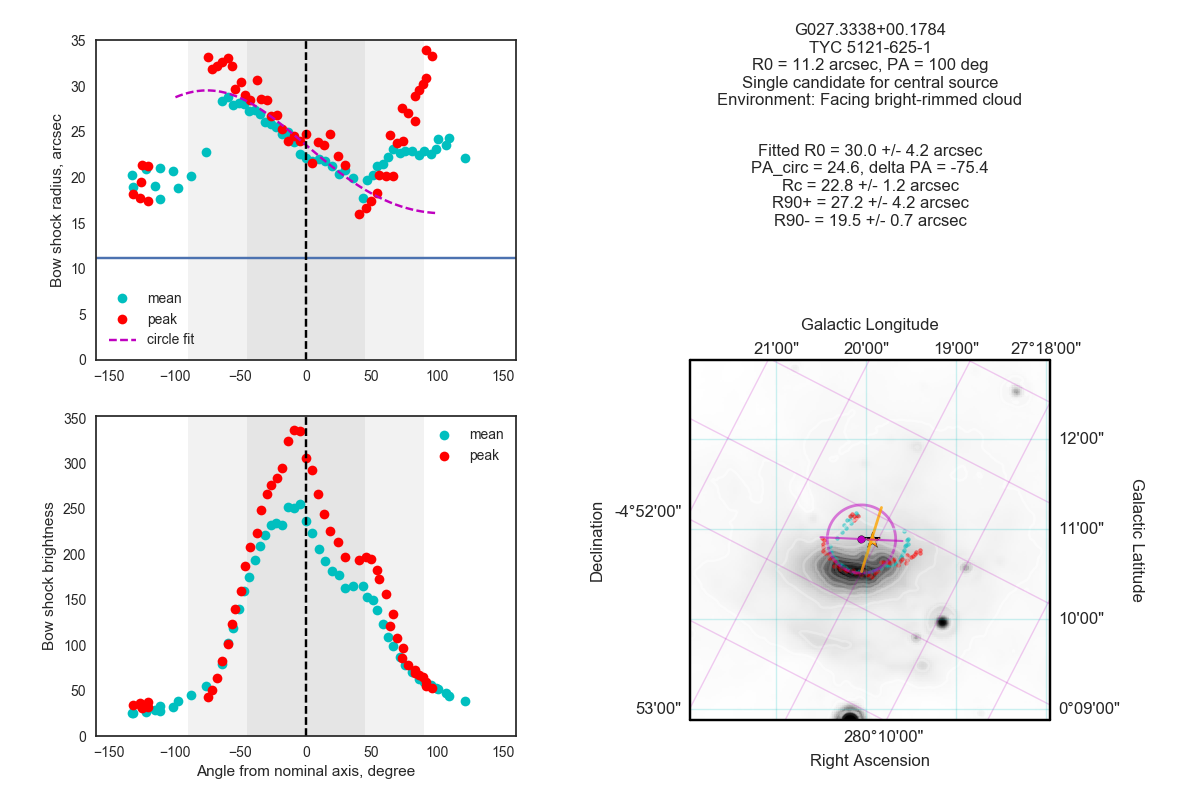 G027.3338+00.1784
TYC 5121-625-1
R0 = 11.2 arcsec, PA = 100 deg
Single candidate for central source
Environment: Facing bright-rimmed cloud
Fitted R0 = 30.0 +/- 4.2 arcsec
PA_circ = 24.6, delta PA = -75.4
Rc = 22.8 +/- 1.2 arcsec
R90+ = 27.2 +/- 4.2 arcsec
R90- = 19.5 +/- 0.7 arcsec
Bow shock radius, arcsec
35
30
25
20
15
10
5
0
mean
peak
circle fit
−150 −100 −50 0 50 100 150
Bow shock brightness
350
300
250
200
150
100
50
0
mean
peak
−150 −100 −50 0 50 100 150
Angle from nominal axis, degree
Galactic Longitude
21'00" 20'00" 19'00" 27°18'00"
Declination
-4°52'00"
53'00"
12'00"
11'00"
10'00"
0°09'00"
Galactic Latitude
280°10'00"
Right Ascension